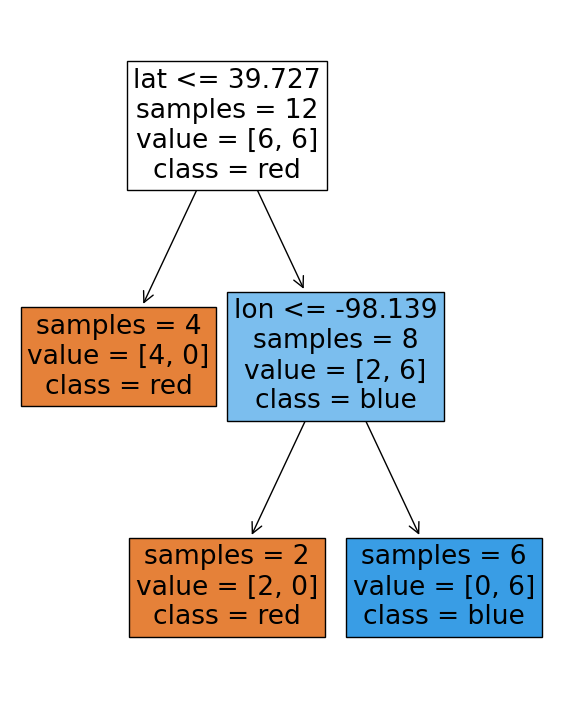 lat <= 39.727
samples = 12
value = [6, 6]
class = red
samples = 4
value = [4, 0]
class = red
lon <= -98.139
samples = 8
value = [2, 6]
class = blue
samples = 2
value = [2, 0]
class = red
samples = 6
value = [0, 6]
class = blue